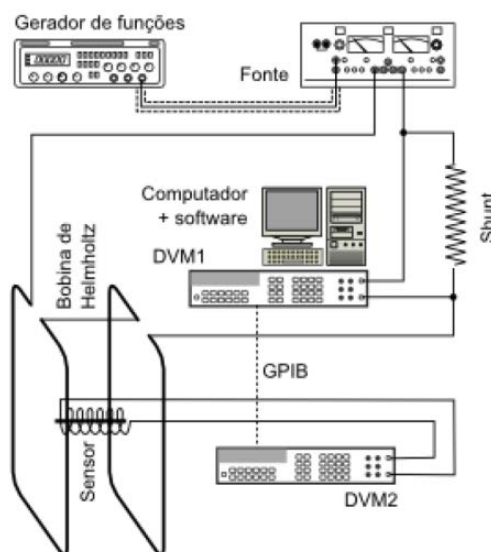 Gerador de funções
Fonte
Computador
+ software
Shunt
DVM1
Bobina de
Helmholtz
GPIB
Sensor
DVM2